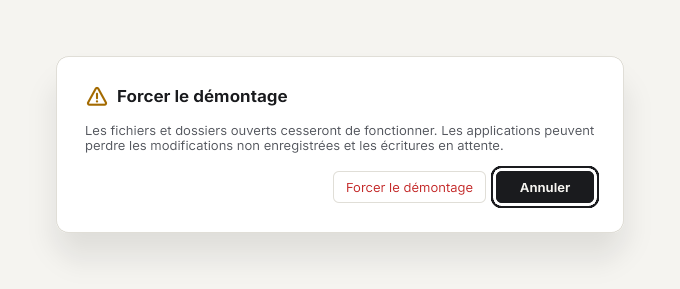 Forcer le démontage
Les fichiers et dossiers ouverts cesseront de fonctionner. Les applications peuvent
perdre les modifications non enregistrées et les écritures en attente.
Forcer le démontage
Annuler